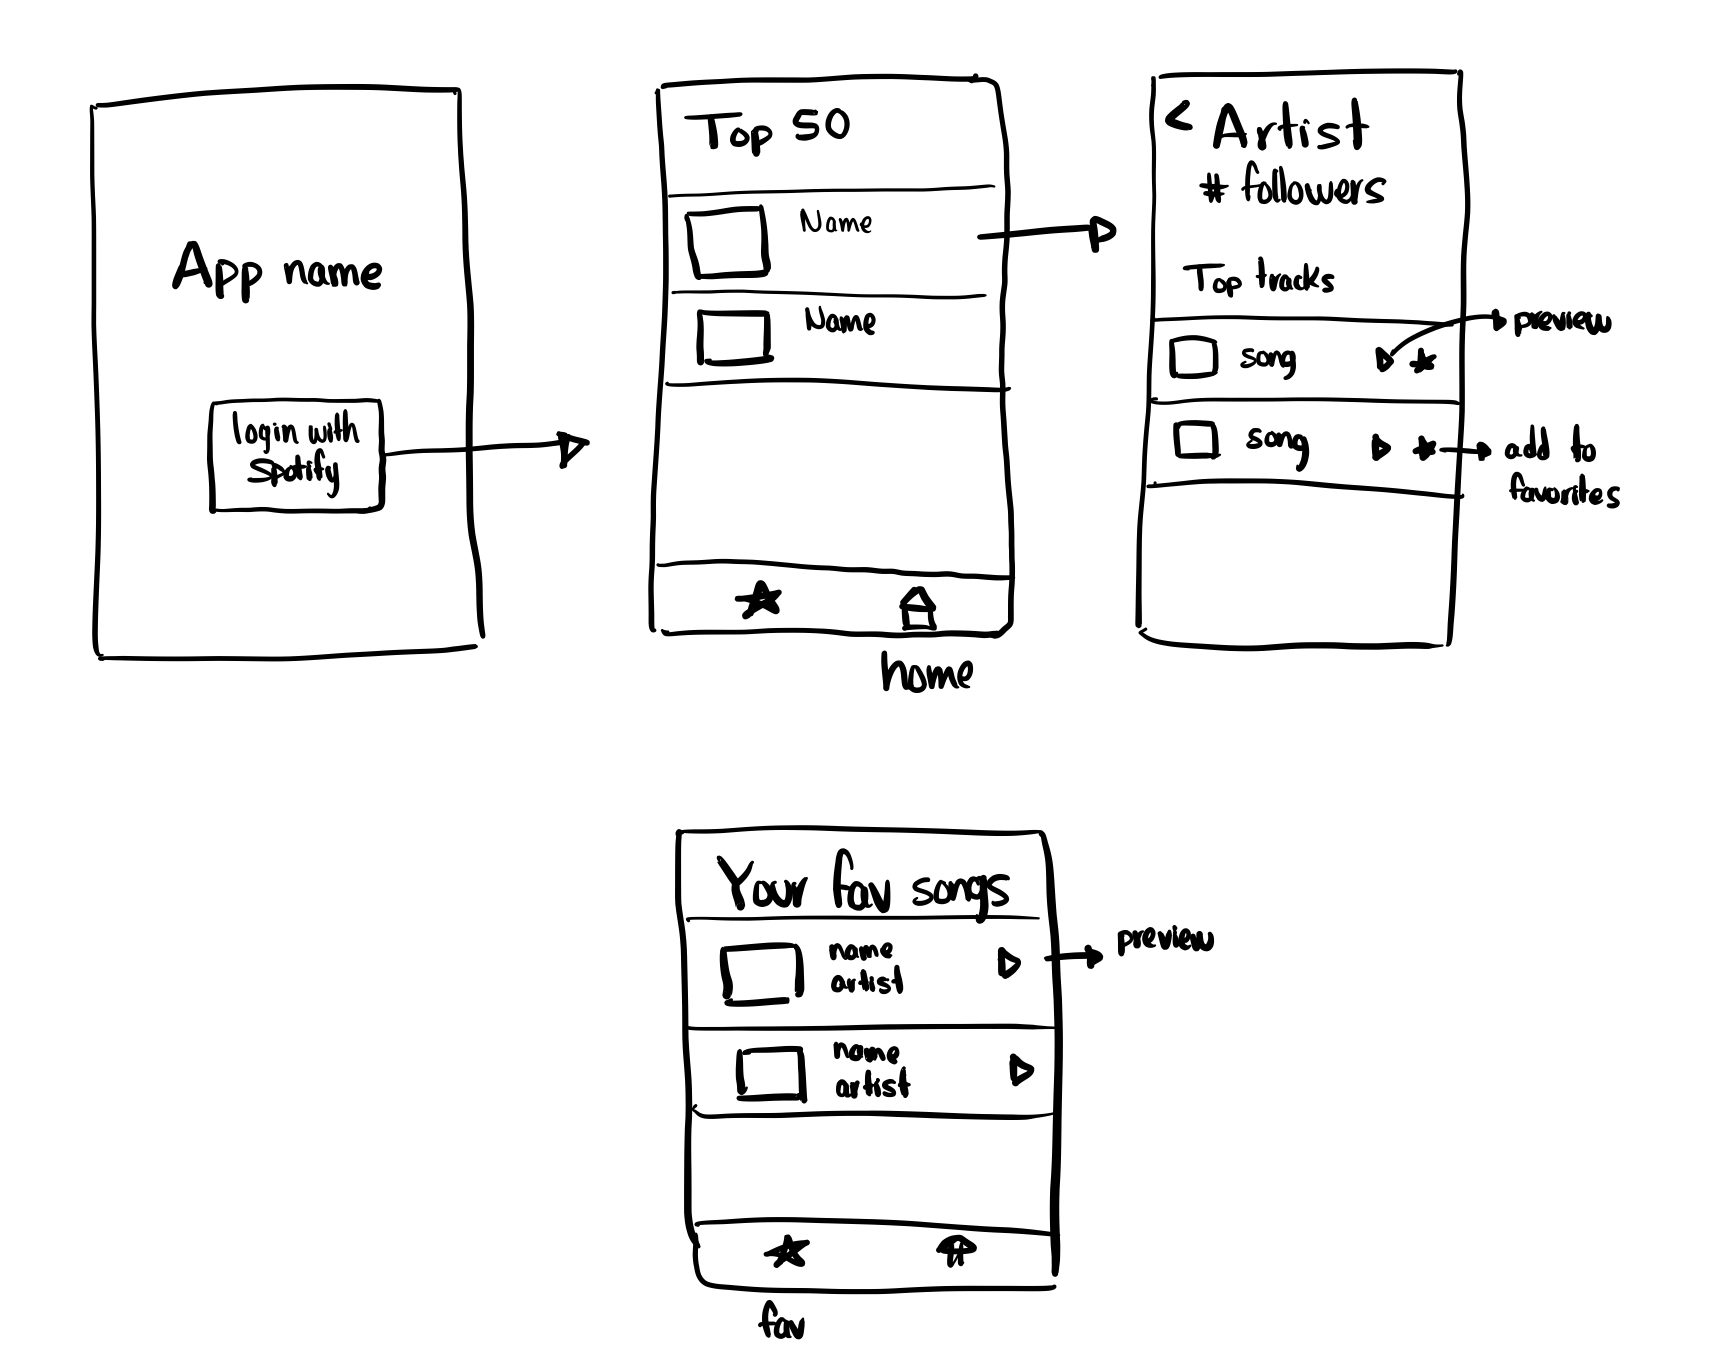 App name
login with
Spotify
Top 50
Name
Name
home
< Artist
# followers
Top tracks
song
preview
song
add to
favorites
Your fav songs
name
artist
preview
name
artist
fav